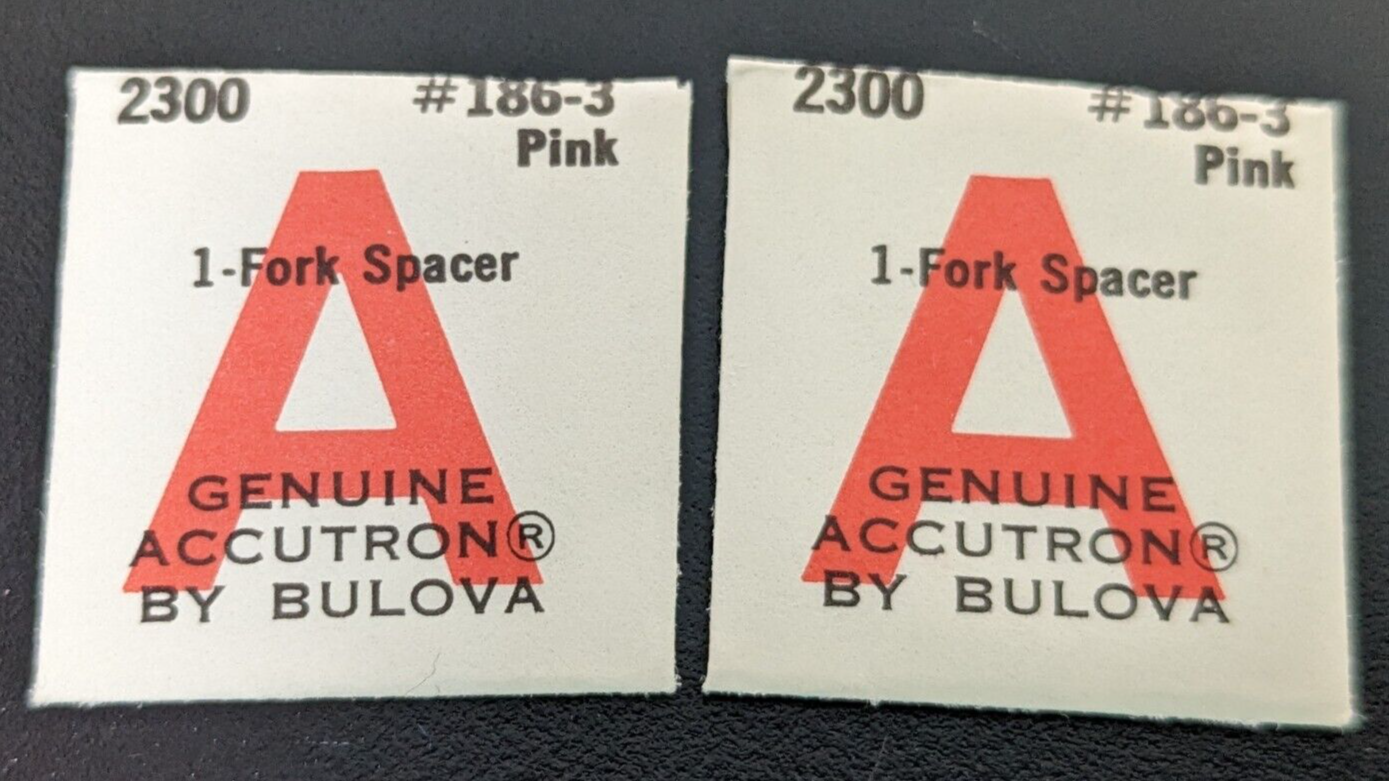 2300 #186-3
Pink
1-Fork Spacer
GENUINE
ACCUTRON®
BY BULOVA
2300 #186-3
Pink
1-Fork Spacer
GENUINE
ACCUTRON®
BY BULOVA